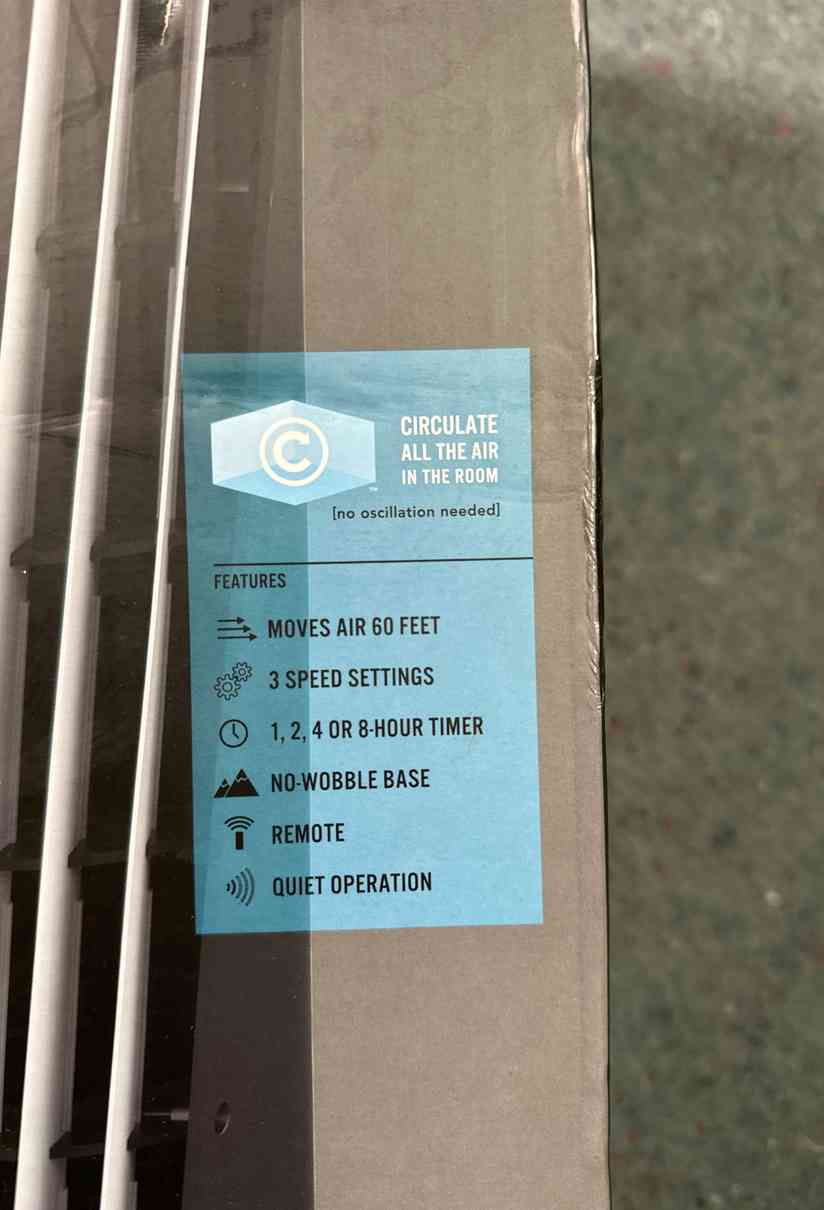 C
™
CIRCULATE
ALL THE AIR
IN THE ROOM
[no oscillation needed]
FEATURES
MOVES AIR 60 FEET
3 SPEED SETTINGS
1, 2, 4 OR 8-HOUR TIMER
NO-WOBBLE BASE
REMOTE
QUIET OPERATION